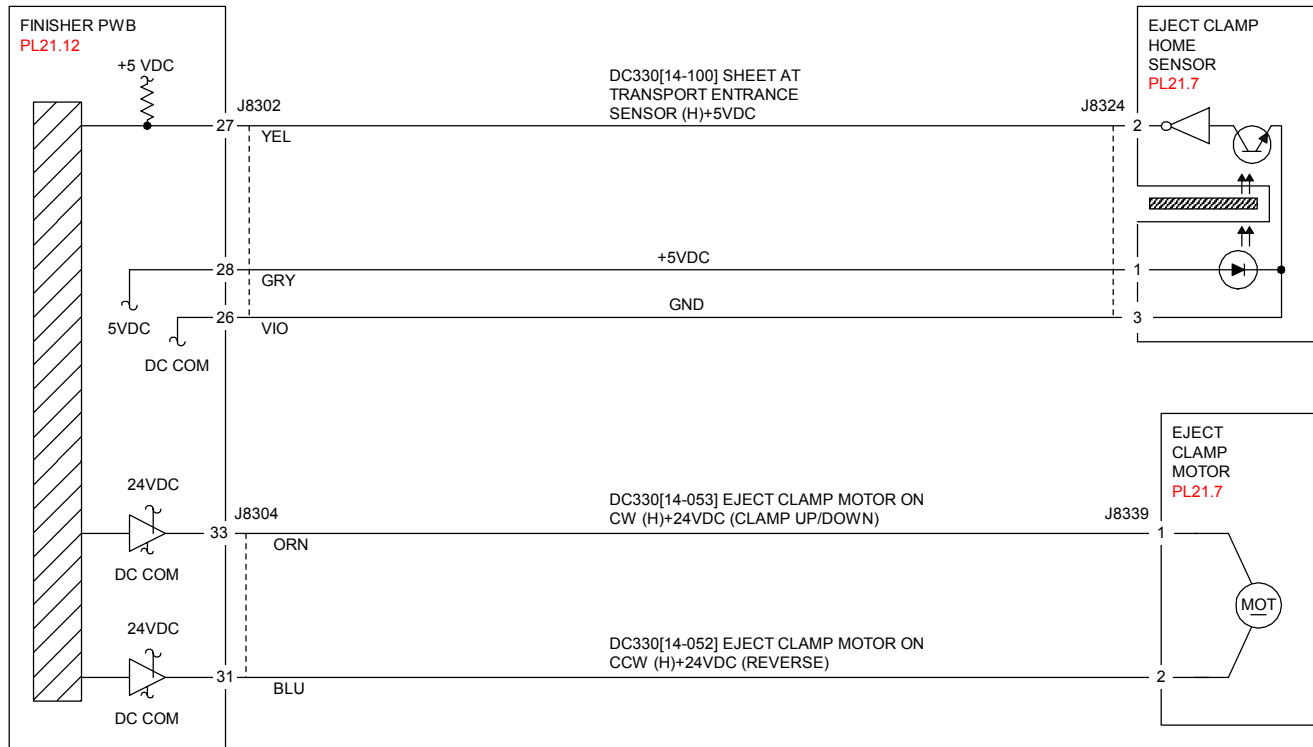 FINISHER PWB
PL21.12
+5 VDC
J8302
27
YEL
DC330[14-100] SHEET AT
TRANSPORT ENTRANCE
SENSOR (H)+5VDC
J8324
2
EJECT CLAMP
HOME
SENSOR
PL21.7
28
GRY
+5VDC
1
5VDC
26
VIO
GND
3
DC COM
24VDC
J8304
33
ORN
DC COM
DC330[14-053] EJECT CLAMP MOTOR ON
CW (H)+24VDC (CLAMP UP/DOWN)
J8339
1
EJECT
CLAMP
MOTOR
PL21.7
MOT
24VDC
31
BLU
DC COM
DC330[14-052] EJECT CLAMP MOTOR ON
CCW (H)+24VDC (REVERSE)
2